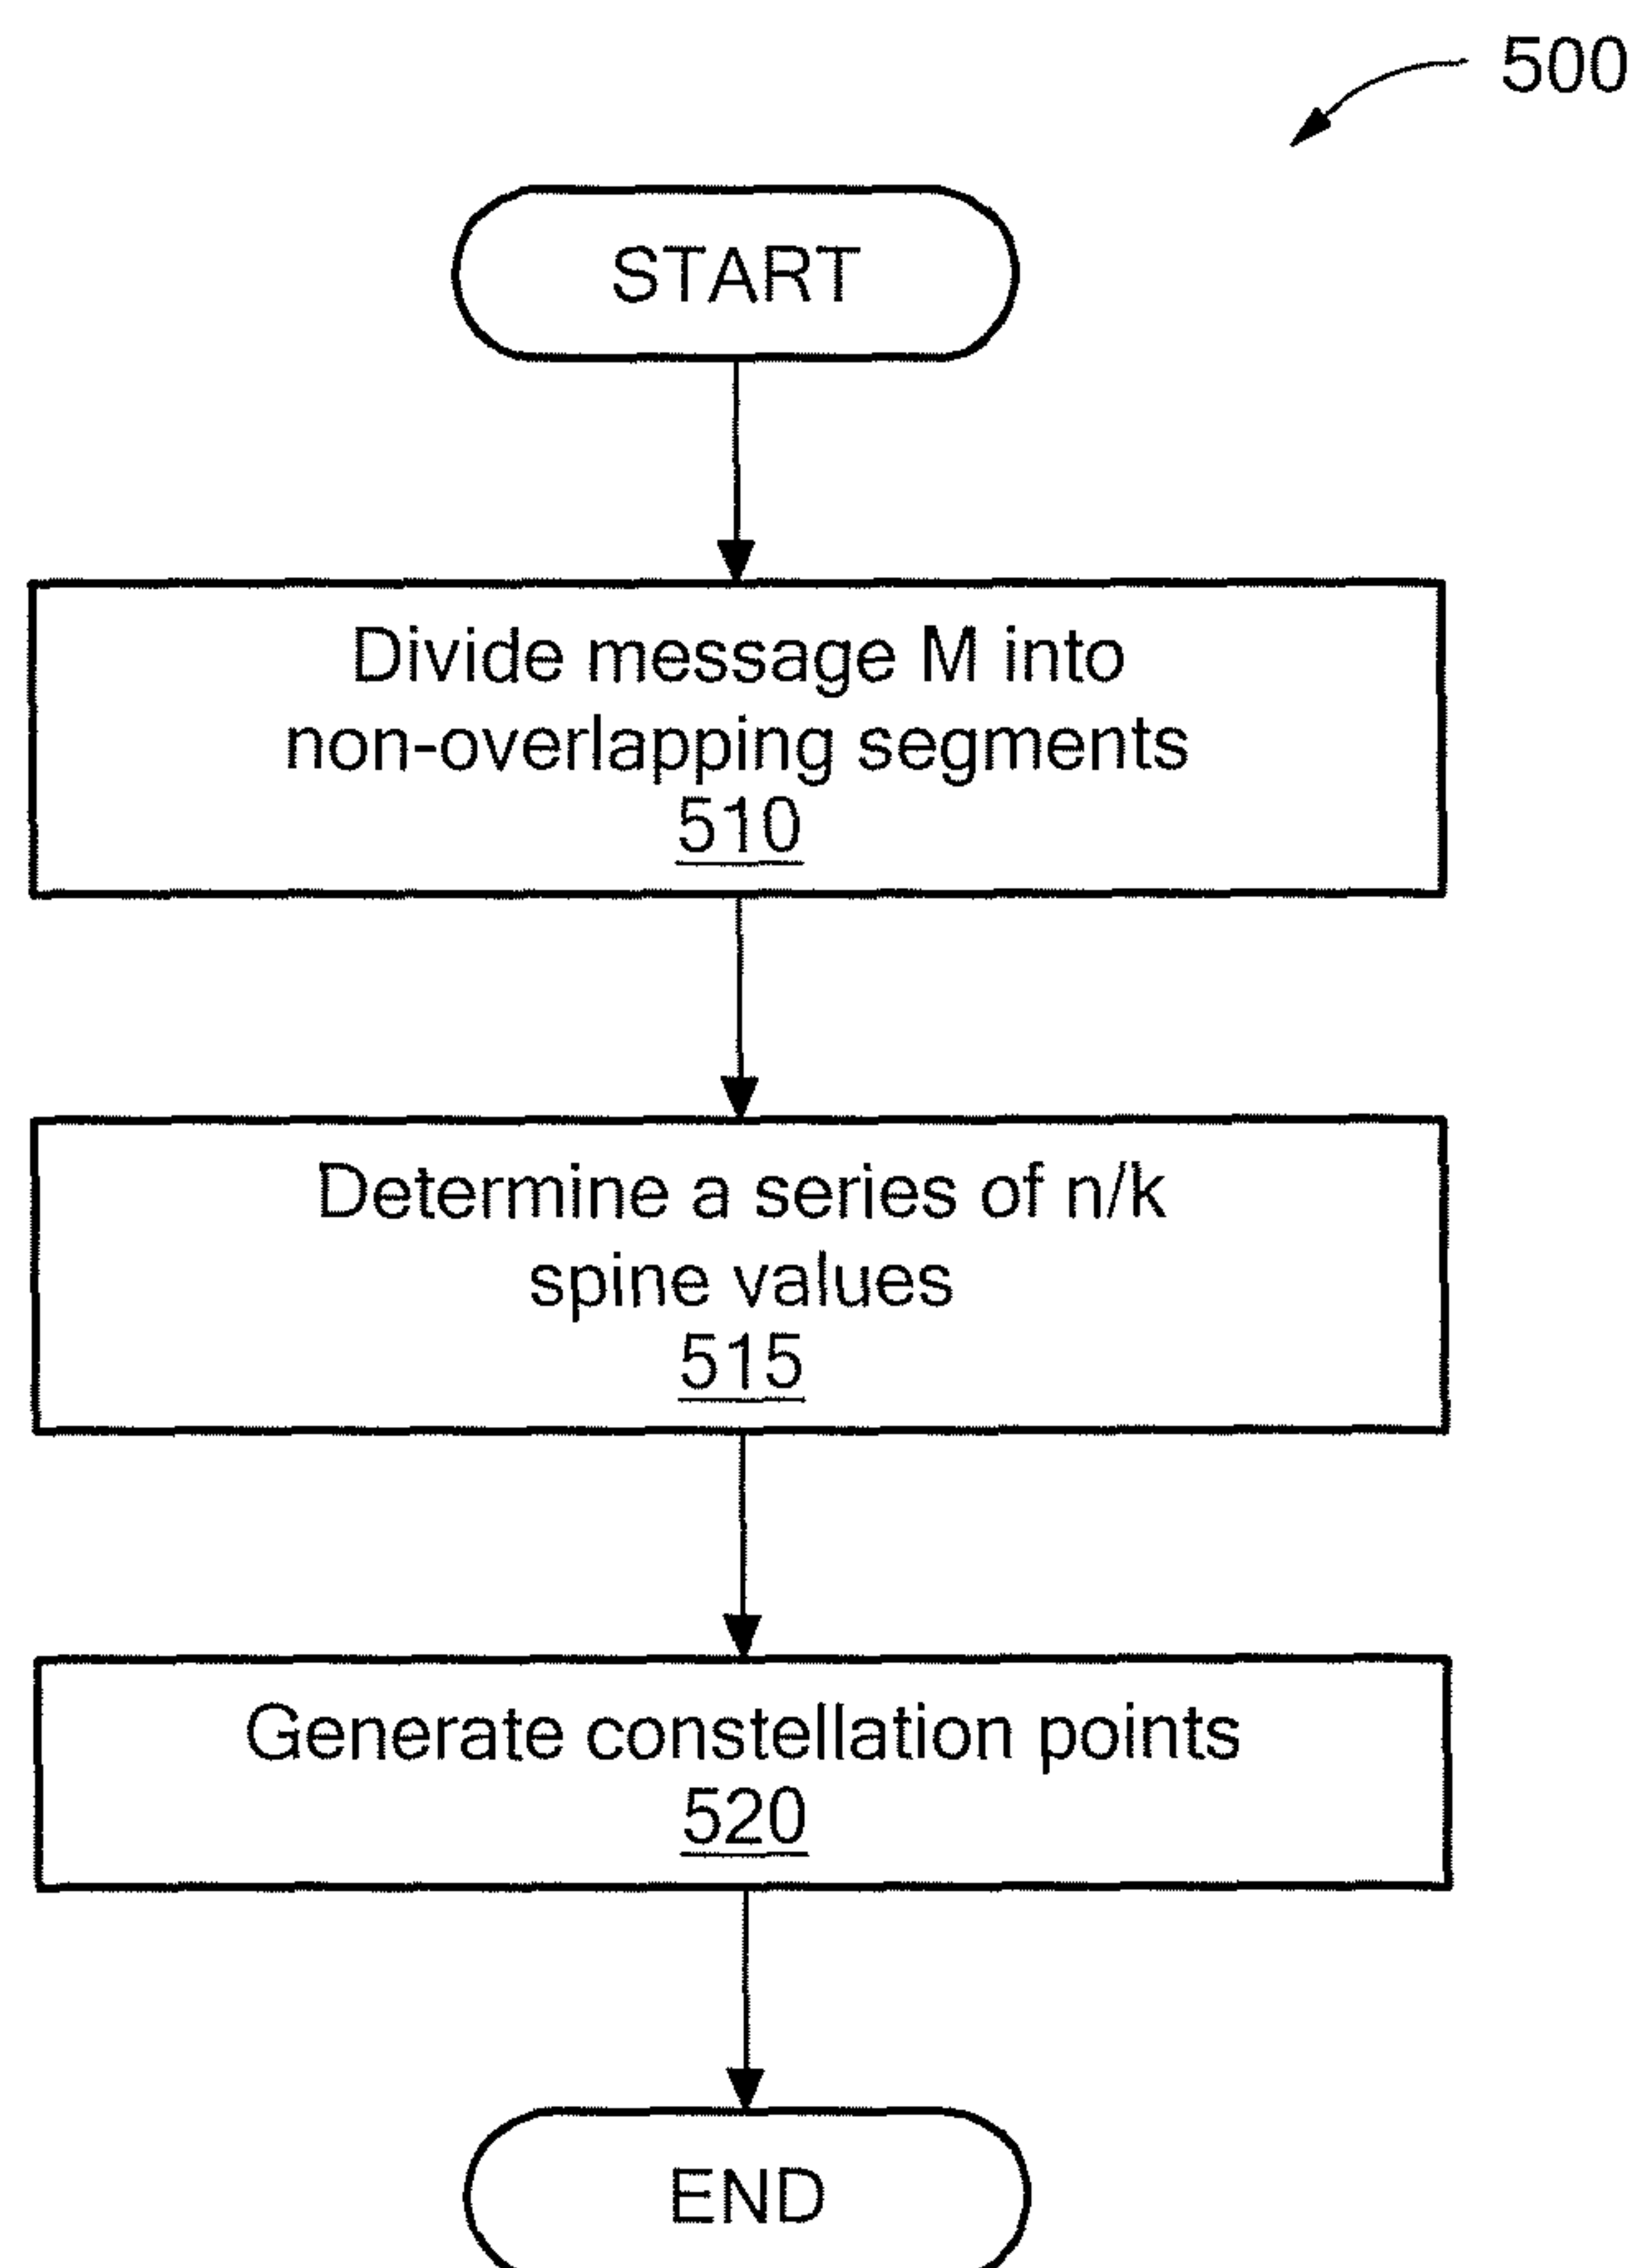 500
START
Divide message M into
non-overlapping segments
510
Determine a series of n/k
spine values
515
Generate constellation points
520
END